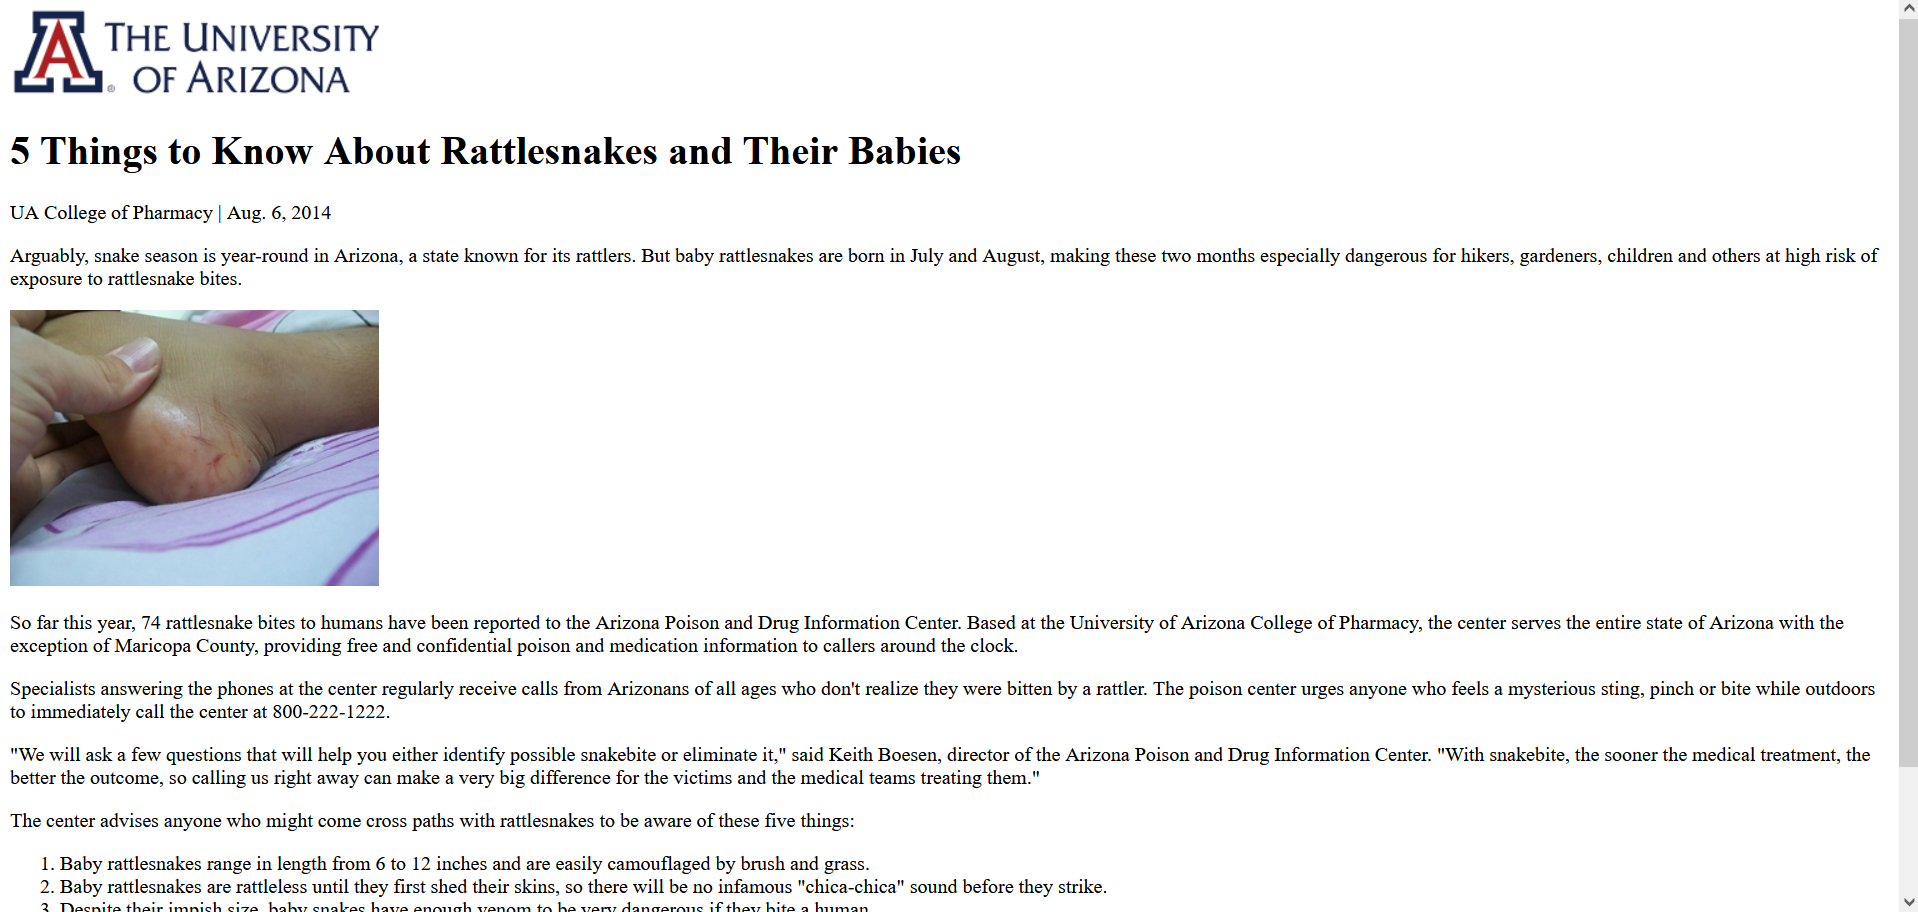 THE UNIVERSITY
OF ARIZONA
5 Things to Know About Rattlesnakes and Their Babies
UA College of Pharmacy | Aug. 6, 2014
Arguably, snake season is year-round in Arizona, a state known for its rattlers. But baby rattlesnakes are born in July and August, making these two months especially dangerous for hikers, gardeners, children and others at high risk of
exposure to rattlesnake bites.
So far this year, 74 rattlesnake bites to humans have been reported to the Arizona Poison and Drug Information Center. Based at the University of Arizona College of Pharmacy, the center serves the entire state of Arizona with the
exception of Maricopa County, providing free and confidential poison and medication information to callers around the clock.
Specialists answering the phones at the center regularly receive calls from Arizonans of all ages who don't realize they were bitten by a rattler. The poison center urges anyone who feels a mysterious sting, pinch or bite while outdoors
to immediately call the center at 800-222-1222.
"We will ask a few questions that will help you either identify possible snakebite or eliminate it," said Keith Boesen, director of the Arizona Poison and Drug Information Center. "With snakebite, the sooner the medical treatment, the
better the outcome, so calling us right away can make a very big difference for the victims and the medical teams treating them."
The center advises anyone who might come cross paths with rattlesnakes to be aware of these five things:
1. Baby rattlesnakes range in length from 6 to 12 inches and are easily camouflaged by brush and grass.
2. Baby rattlesnakes are rattleless until they first shed their skins, so there will be no infamous "chica-chica" sound before they strike.
3. Despite their impish size, baby snakes have enough venom to be very dangerous if they bite a human.